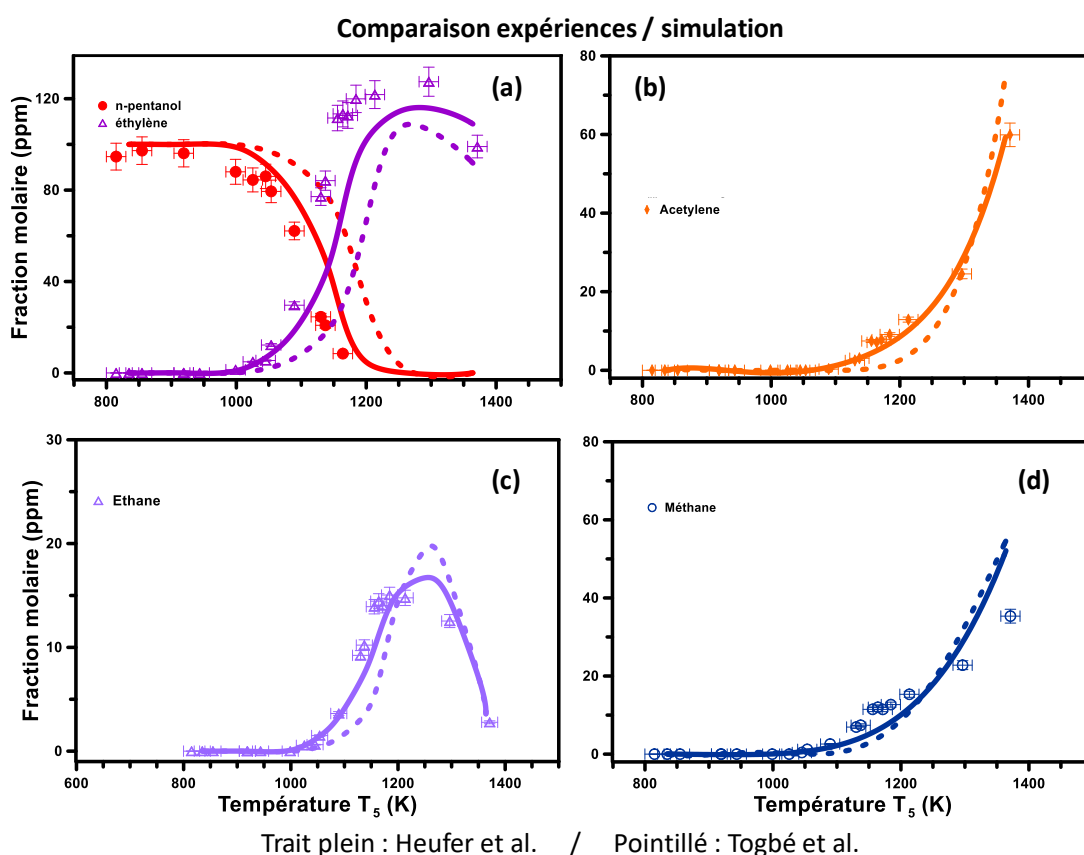 Comparaison expériences / simulation
(a)
n-pentanol
éthylène
Fraction molaire (ppm)
120
80
40
0
800
1000
1200
1400
(b)
Acetylene
80
60
40
20
0
800
1000
1200
1400
(c)
Ethane
Fraction molaire (ppm)
30
20
10
0
600
800
1000
1200
1400
Température T5 (K)
(d)
Méthane
80
60
40
20
0
800
1000
1200
1400
Température T5 (K)
Trait plein : Heufer et al. / Pointillé : Togbé et al.